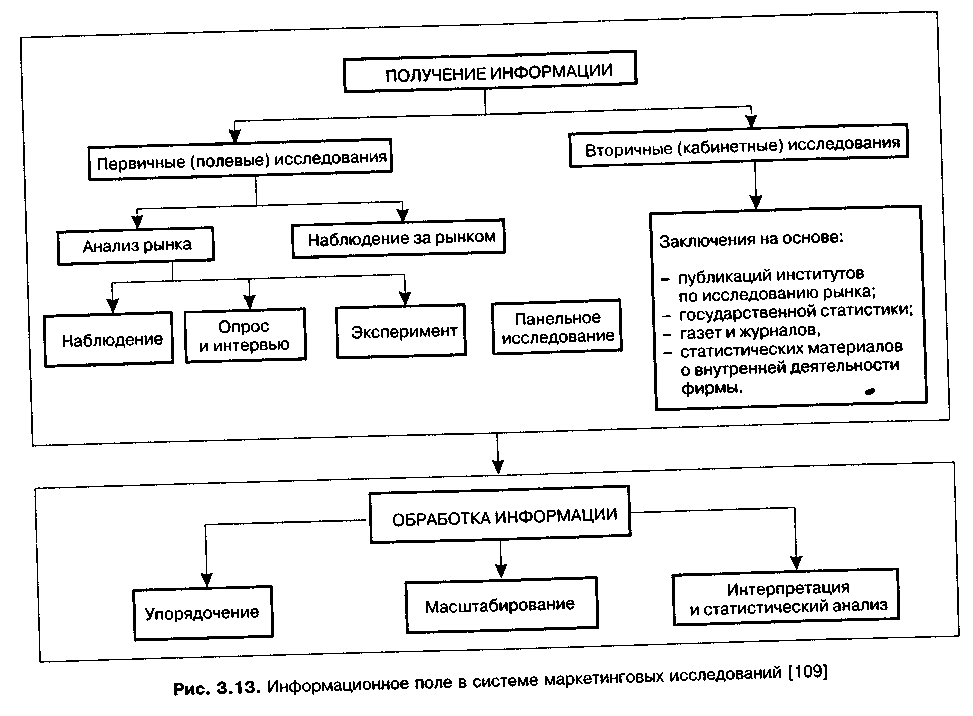 ПОЛУЧЕНИЕ ИНФОРМАЦИИ
Первичные (полевые) исследования
Вторичные (кабинетные) исследования
Анализ рынка
Наблюдение за рынком
Наблюдение
Опрос
и интервью
Эксперимент
Панельное
исследование
Заключения на основе:
– публикаций институтов
по исследованию рынка;
– государственной статистики;
– газет и журналов,
– статистических материалов
о внутренней деятельности
фирмы.
ОБРАБОТКА ИНФОРМАЦИИ
Упорядочение
Масштабирование
Интерпретация
и статистический анализ
Рис. 3.13. Информационное поле в системе маркетинговых исследований [109]